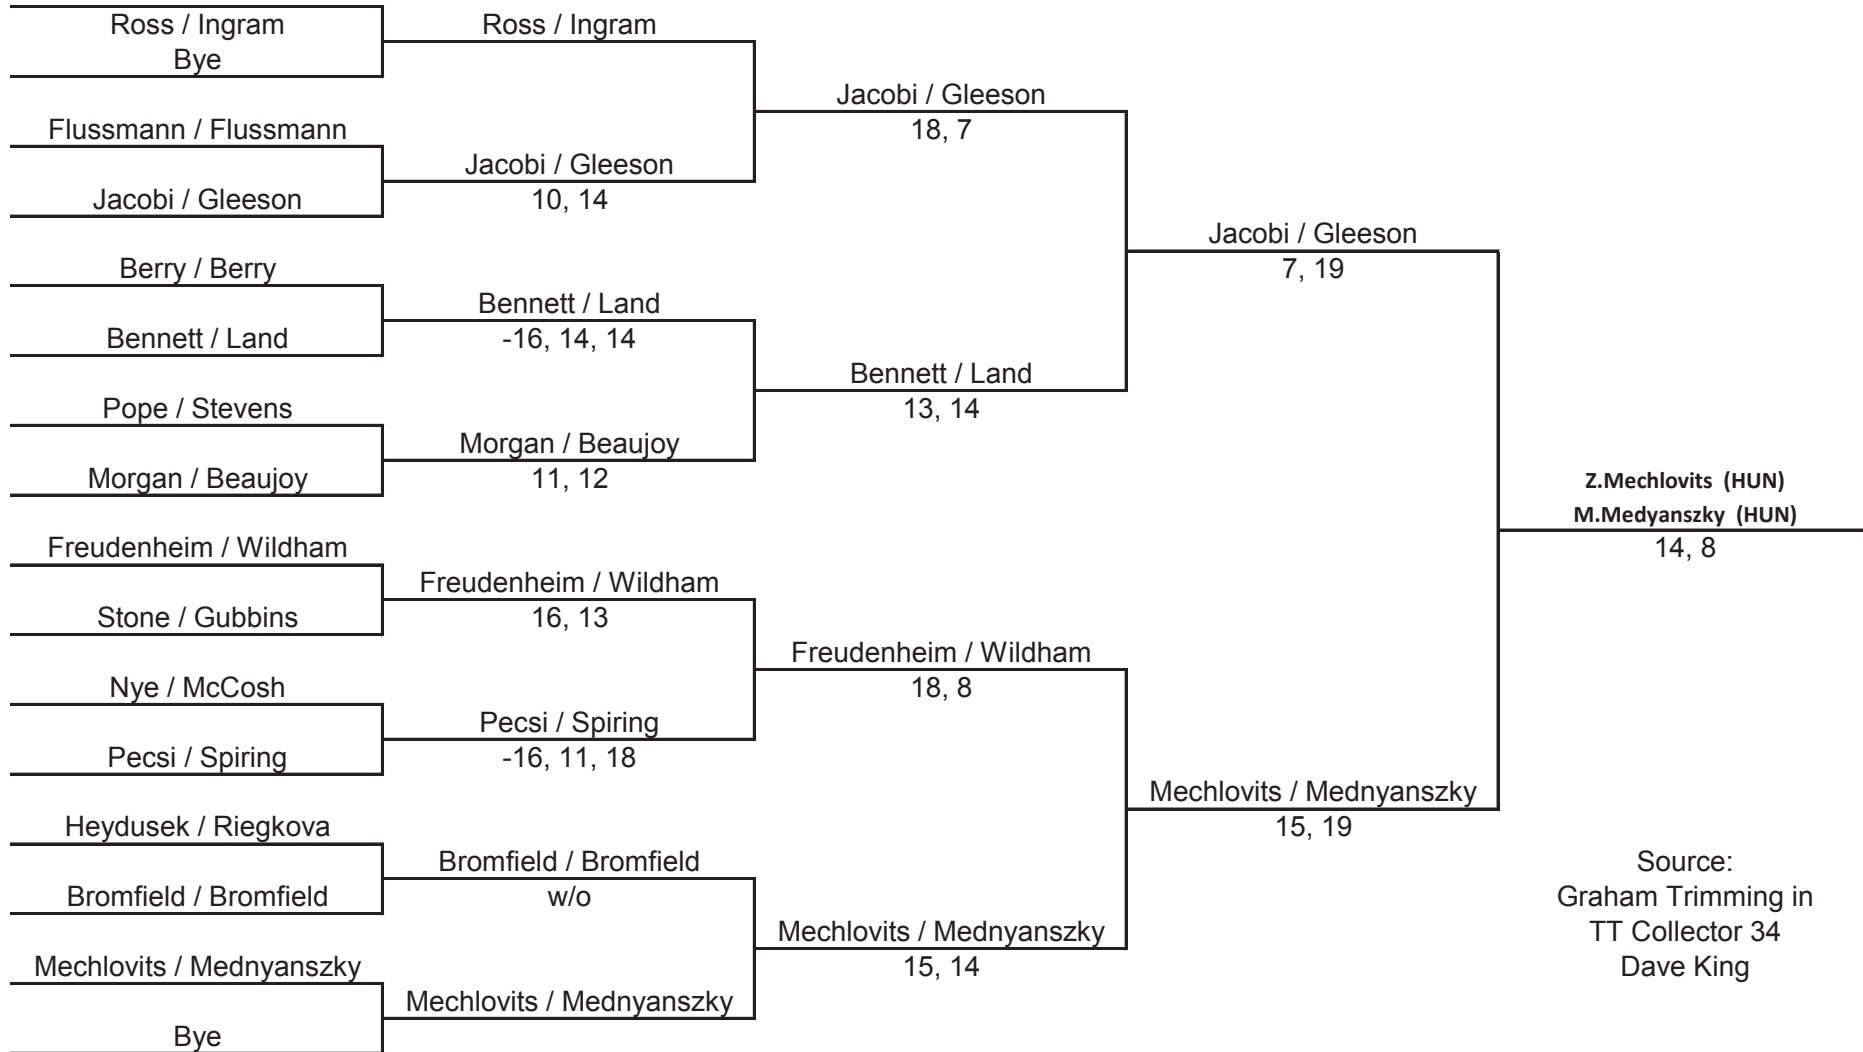 Ross / Ingram
Bye
Flussmann / Flussmann
Jacobi / Gleeson
Berry / Berry
Bennett / Land
Pope / Stevens
Morgan / Beaujoy
Freudenheim / Wildham
Stone / Gubbins
Nye / McCosh
Pecsi / Spiring
Heydusek / Riegkova
Bromfield / Bromfield
Mechlovits / Mednyanszky
Bye
Ross / Ingram
Jacobi / Gleeson
10, 14
Bennett / Land
-16, 14, 14
Morgan / Beaujoy
11, 12
Freudenheim / Wildham
16, 13
Pecsi / Spiring
-16, 11, 18
Bromfield / Bromfield
w/o
Mechlovits / Mednyanszky
Jacobi / Gleeson
18, 7
Bennett / Land
13, 14
Freudenheim / Wildham
18, 8
Mechlovits / Mednyanszky
15, 14
Jacobi / Gleeson
7, 19
Mechlovits / Mednyanszky
15, 19
Z.Mechlovits (HUN)
M.Medyanszky (HUN)
14, 8
Source:
Graham Trimming in
TT Collector 34
Dave King